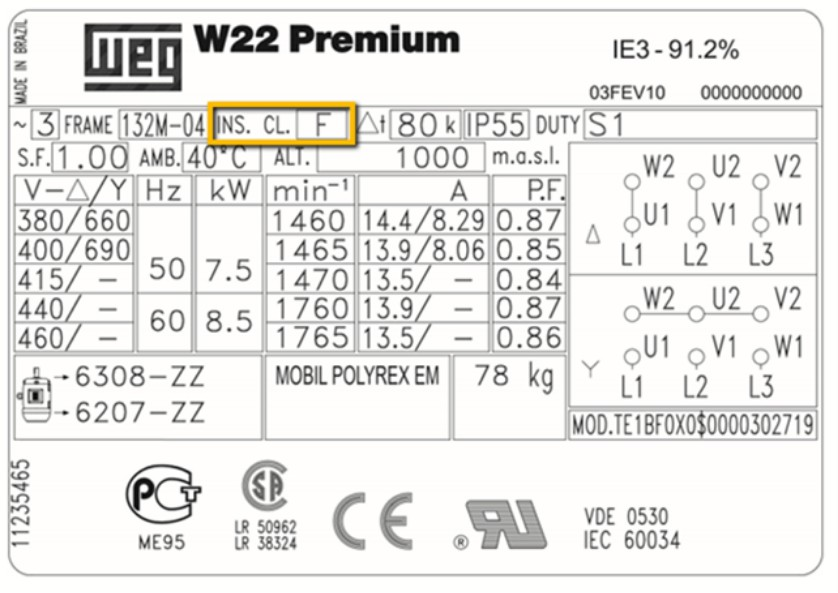 MADE IN BRAZIL
WEG W22 Premium
IE3 - 91.2%
03FEV10 0000000000
~ 3 FRAME 132M-04 INS. CL. F Δt 80 k IP55 DUTY S1
S.F. 1.00 AMB. 40°C ALT. 1000 m.a.s.l.
V-Δ/Y Hz kW min⁻¹ A P.F.
380/660 1460 14.4/8.29 0.87
400/690 1465 13.9/8.06 0.85
415/ - 50 7.5 1470 13.5/ - 0.84
440/ - 60 8.5 1760 13.9/ - 0.87
460/ - 1765 13.5/ - 0.86
W2 U2 V2
Δ U1 V1 W1
L1 L2 L3
W2 U2 V2
Y U1 V1 W1
L1 L2 L3
→ 6308-ZZ
→ 6207-ZZ
MOBIL POLYREX EM
78 kg
MOD.TE1BF0X0$0000302719
11235465
PCT
ME95
SA
LR 50962
LR 38324
CE
® RU
VDE 0530
IEC 60034